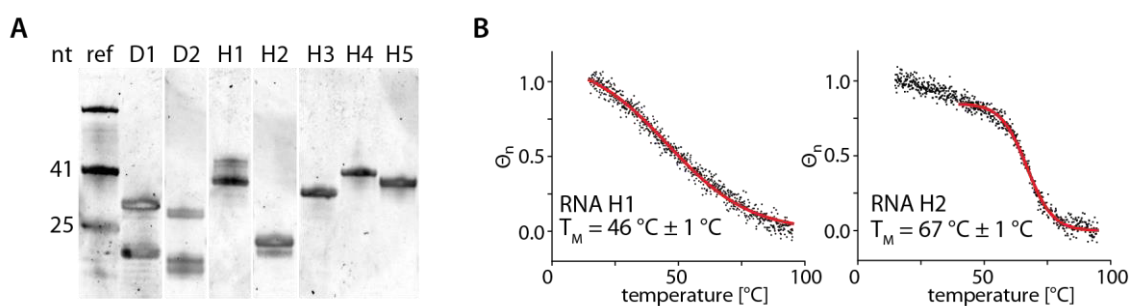 A
nt ref D1 D2 H1 H2 H3 H4 H5
41
25
B
Θn
1.0
0.5
0.0
RNA H1
TM = 46 °C ± 1 °C
0 50 100
temperature [°C]
Θn
1.0
0.5
0.0
RNA H2
TM = 67 °C ± 1 °C
0 50 100
temperature [°C]